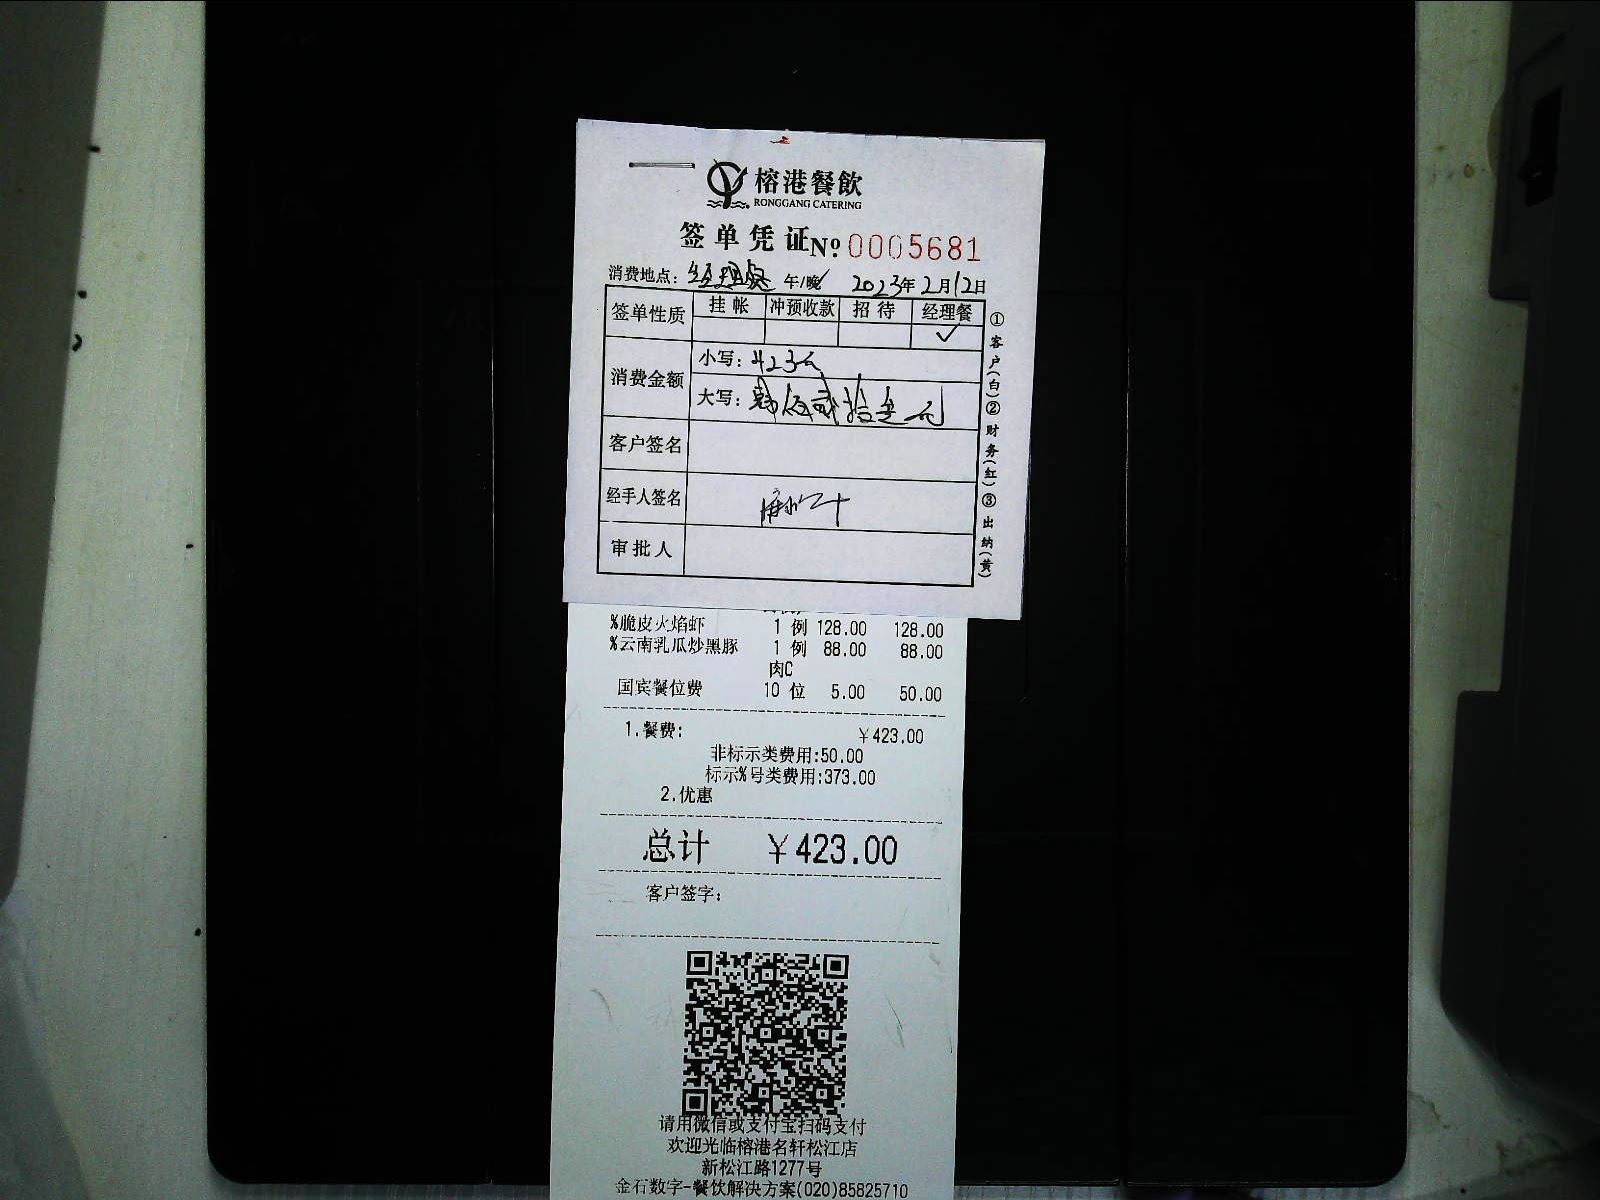 榕港餐飲
RONGGANG CATERING
签单凭证 № 0005681
消费地点：经理餐 午/晚 2023年2月12日
签单性质 挂帐 冲预收款 招待 经理餐
✓
消费金额 小写：423元
大写：肆佰贰拾叁元
客户签名
经手人签名
审批人
①客户(白)②财务(红)③出纳(黄)
%脆皮火焰虾 1 例 128.00 128.00
%云南乳瓜炒黑豚 1 例 88.00 88.00
肉C
国宾餐位费 10 位 5.00 50.00
1.餐费: ￥423.00
非标示类费用:50.00
标示%号类费用:373.00
2.优惠
总计 ￥423.00
客户签字:
请用微信或支付宝扫码支付
欢迎光临榕港名轩松江店
新松江路1277号
金石数字-餐饮解决方案(020)85825710